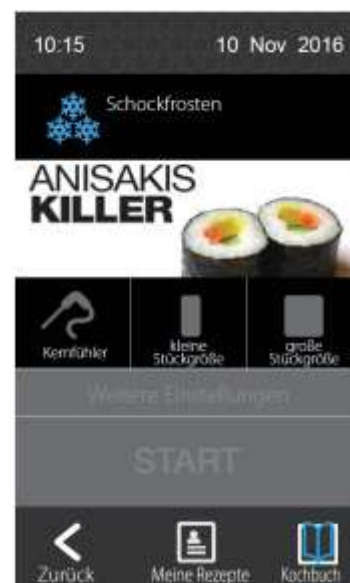 10:15 10 Nov 2016
Schockfrosten
ANISAKIS
KILLER
Kernfühler
kleine
Stückgröße
große
Stückgröße
Weitere Einstellungen
START
Zurück
Meine Rezepte
Kochbuch